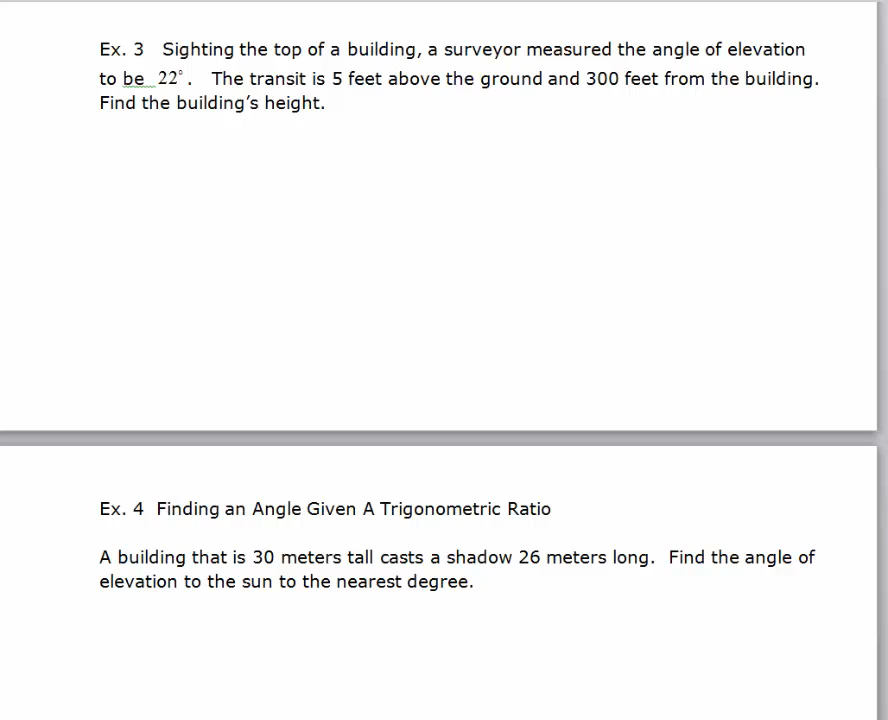 Ex. 3   Sighting the top of a building, a surveyor measured the angle of elevation
to be  22°.   The transit is 5 feet above the ground and 300 feet from the building.
Find the building's height.
Ex. 4  Finding an Angle Given A Trigonometric Ratio
A building that is 30 meters tall casts a shadow 26 meters long.  Find the angle of
elevation to the sun to the nearest degree.